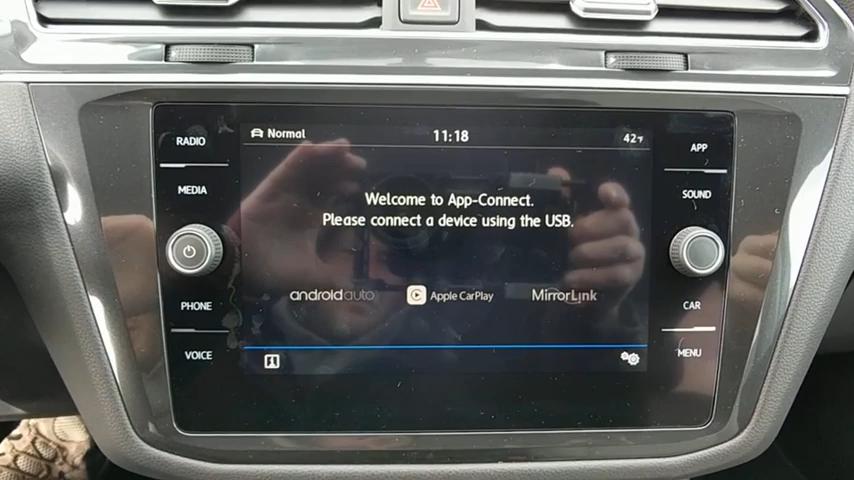 RADIO
MEDIA
PHONE
VOICE
Normal
11:18
42°F
Welcome to App-Connect.
Please connect a device using the USB.
androidauto
Apple CarPlay
MirrorLink
APP
SOUND
CAR
MENU